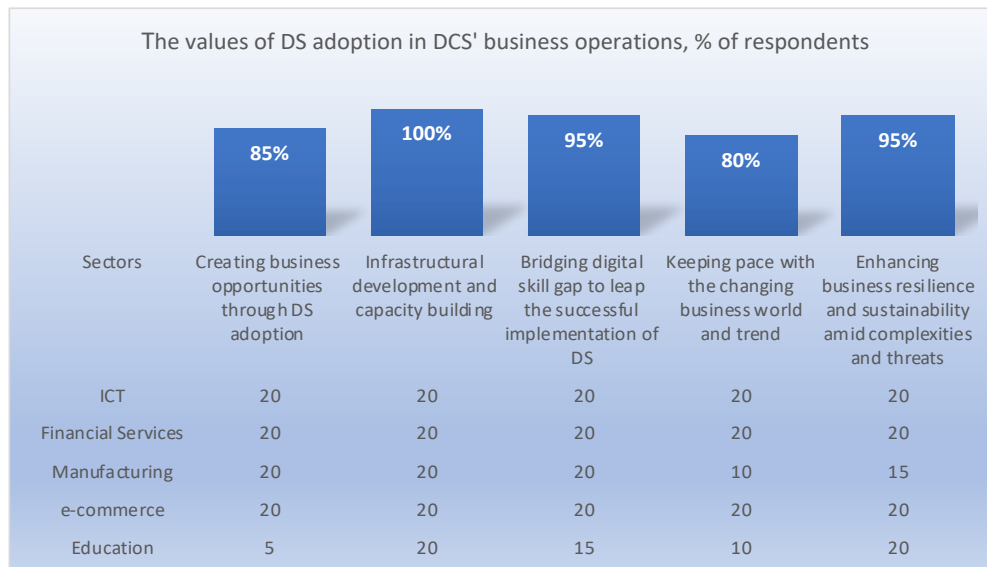 The values of DS adoption in DCS' business operations, % of respondents
85% 100% 95% 80% 95%
Sectors Creating business Infrastructural Bridging digital Keeping pace with Enhancing
opportunities development and skill gap to leap the changing business resilience
through DS capacity building the successful business world and sustainability
adoption implementation of and trend amid complexities
DS and threats
ICT 20 20 20 20 20
Financial Services 20 20 20 20 20
Manufacturing 20 20 20 10 15
e-commerce 20 20 20 20 20
Education 5 20 15 10 20